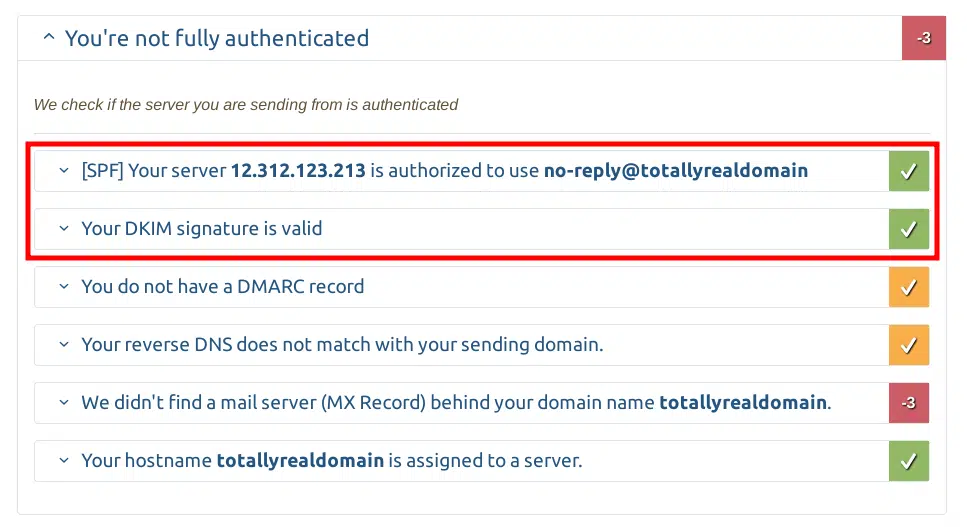 You're not fully authenticated
-3
We check if the server you are sending from is authenticated
[SPF] Your server 12.312.123.213 is authorized to use no-reply@totallyrealdomain
Your DKIM signature is valid
You do not have a DMARC record
Your reverse DNS does not match with your sending domain.
We didn't find a mail server (MX Record) behind your domain name totallyrealdomain.
-3
Your hostname totallyrealdomain is assigned to a server.